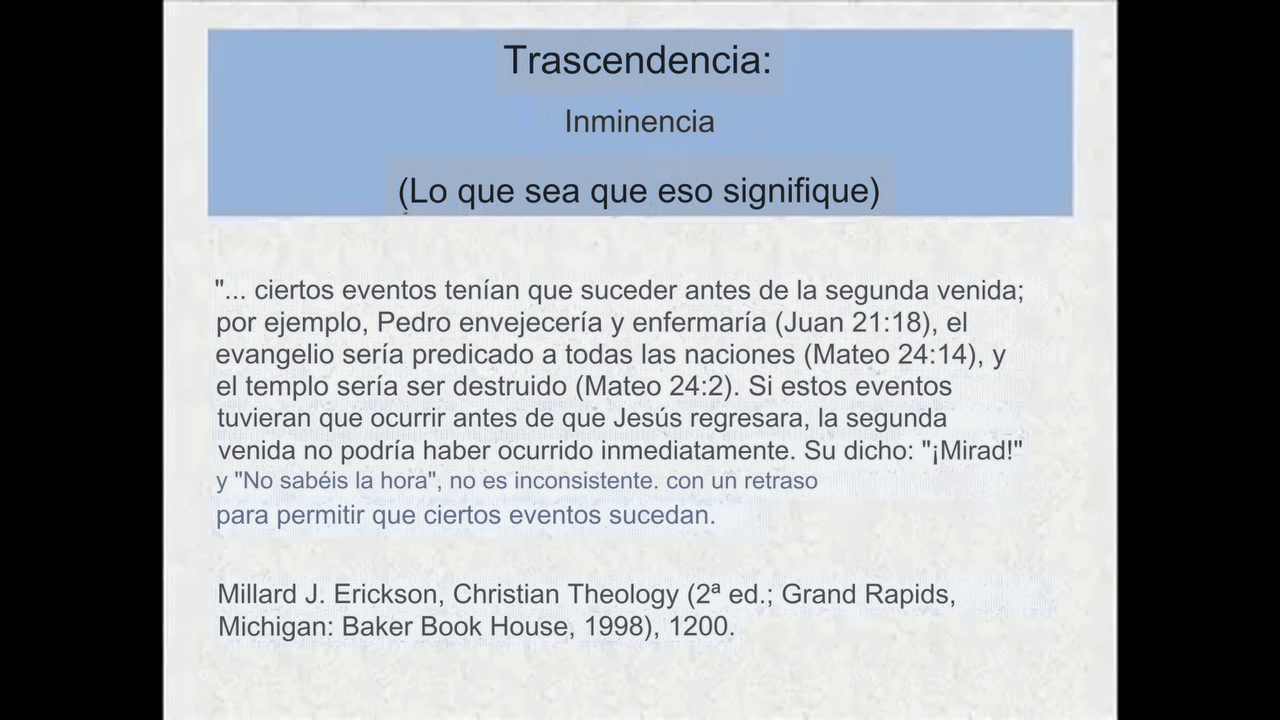 Trascendencia:
Inminencia
(Lo que sea que eso signifique)
"... ciertos eventos tenían que suceder antes de la segunda venida;
por ejemplo, Pedro envejecería y enfermaría (Juan 21:18), el
evangelio sería predicado a todas las naciones (Mateo 24:14), y
el templo sería ser destruido (Mateo 24:2). Si estos eventos
tuvieran que ocurrir antes de que Jesús regresara, la segunda
venida no podría haber ocurrido inmediatamente. Su dicho: "¡Mirad!"
y "No sabéis la hora", no es inconsistente. con un retraso
para permitir que ciertos eventos sucedan.
Millard J. Erickson, Christian Theology (2ª ed.; Grand Rapids,
Michigan: Baker Book House, 1998), 1200.